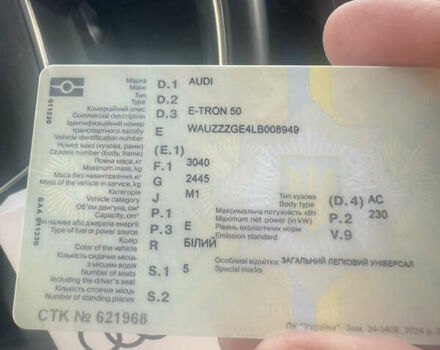 Марка D.1 AUDI
Make
Тип D.2
Type
Комерційний опис D.3 E-TRON 50
Commercial description
Ідентифікаційний номер
транспортного засобу E WAUZZZGE4LB008949
Vehicle identification number
Номер шасі (кузова, рами) (E.1)
Chassis number (body, frame)
Повна маса, кг F.1 3040
Maximum mass, kg
Маса без навантаження, кг G 2445
Mass of the vehicle in service, kg
Категорія J M1
Vehicle category
Об'єм двигуна, см³ P.1
Capacity, cm³
Тип палива або джерела енергії P.3 E
Type of fuel or power source
Колір R БІЛИЙ
Color of the vehicle
Кількість сидячих місць
з місцем водія S.1 5
Number of seats
including the driver's seat
Кількість стоячих місць S.2
Number of standing places
СТК № 621968
Тип кузова (D.4) AC
Body type
Максимальна потужність кВт P.2 230
Maximum net power (in kW)
Рівень екологічних норм V.9
Emission standard
Особливі відмітки: ЗАГАЛЬНИЙ ЛЕГКОВИЙ УНІВЕРСАЛ
Special marks
011220
БАА 011220
ПК "Україна", Зам.